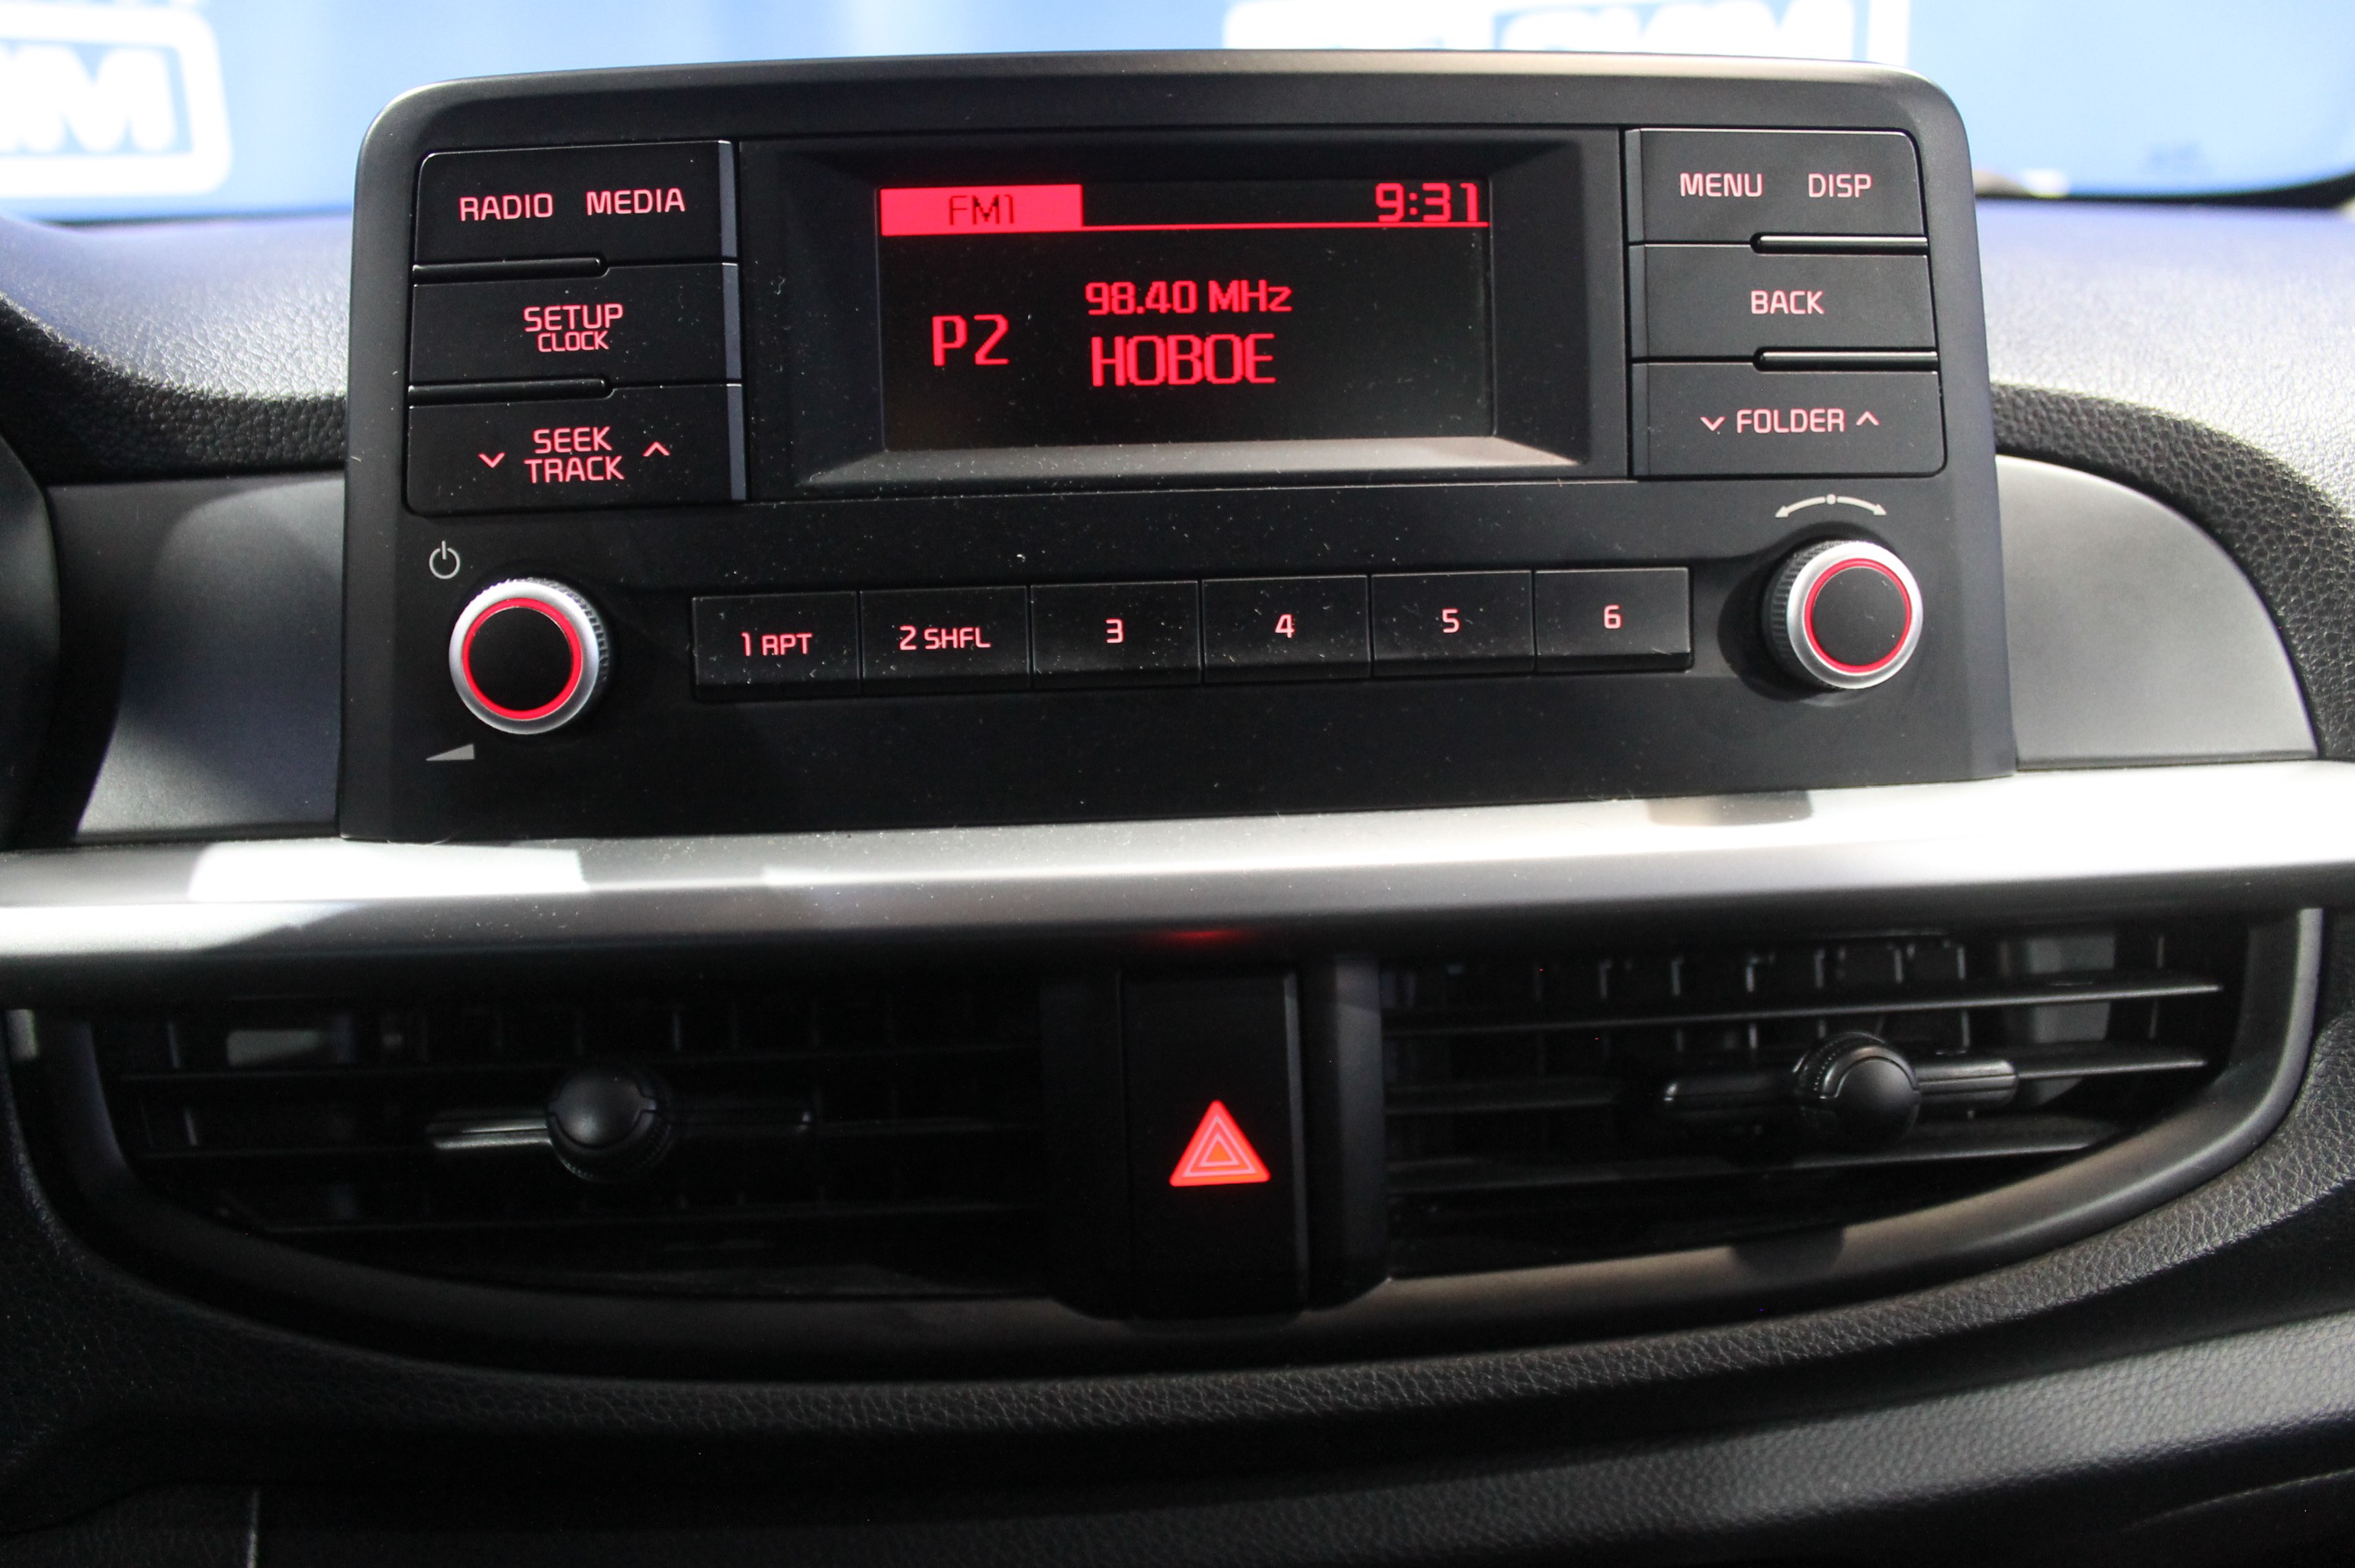 RADIO MEDIA
SETUP
CLOCK
SEEK
TRACK
FM1 9:31
98.40 MHz
P2
HOBOE
MENU DISP
BACK
FOLDER
1 RPT 2 SHFL 3 4 5 6